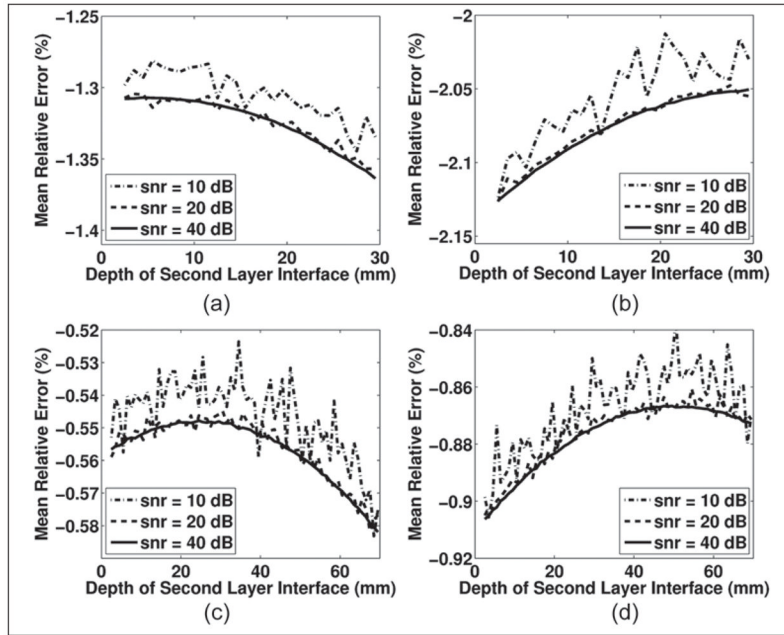 -1.25
-1.3
-1.35
-1.4
Mean Relative Error (%)
snr = 10 dB
snr = 20 dB
snr = 40 dB
0 10 20 30
Depth of Second Layer Interface (mm)
(a)
-2
-2.05
-2.1
-2.15
Mean Relative Error (%)
snr = 10 dB
snr = 20 dB
snr = 40 dB
0 10 20 30
Depth of Second Layer Interface (mm)
(b)
-0.52
-0.53
-0.54
-0.55
-0.56
-0.57
-0.58
Mean Relative Error (%)
snr = 10 dB
snr = 20 dB
snr = 40 dB
0 20 40 60
Depth of Second Layer Interface (mm)
(c)
-0.84
-0.86
-0.88
-0.9
-0.92
Mean Relative Error (%)
snr = 10 dB
snr = 20 dB
snr = 40 dB
0 20 40 60
Depth of Second Layer Interface (mm)
(d)